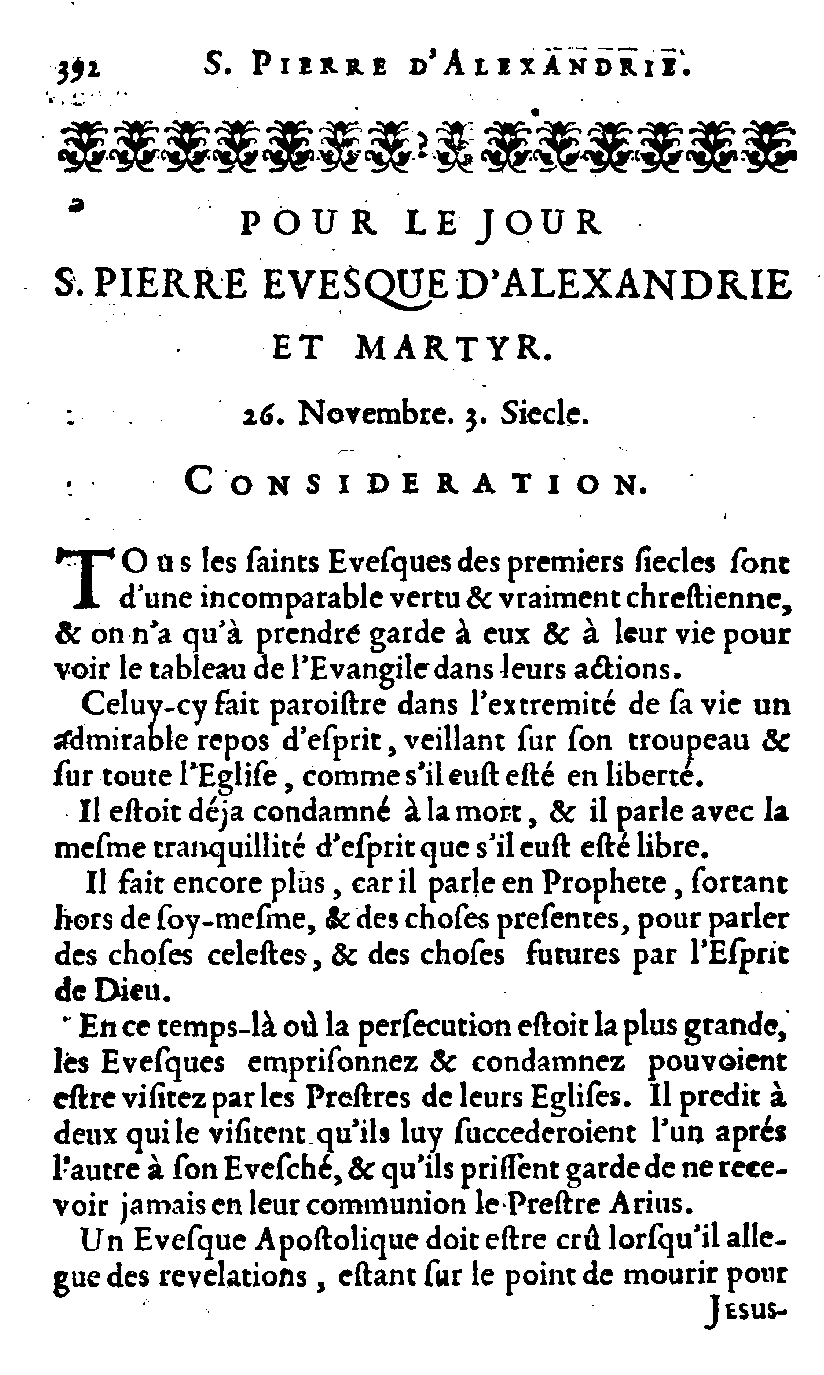 392 S. PIERRE D'ALEXANDRIE.
POUR LE JOUR
S. PIERRE EVESQUE D'ALEXANDRIE
ET MARTYR.
26. Novembre. 3. Siecle.
CONSIDERATION.
TOus les ſaints Eveſques des premiers ſiecles ſont
d'une incomparable vertu & vraiment chreſtienne,
& on n'a qu'à prendré garde à eux & à leur vie pour
voir le tableau de l'Evangile dans leurs actions.
Celuy-cy fait paroiſtre dans l'extremité de ſa vie un
admirable repos d'eſprit, veillant ſur ſon troupeau &
ſur toute l'Egliſe, comme s'il euſt eſté en liberté.
Il eſtoit déja condamné à la mort, & il parle avec la
meſme tranquillité d'eſprit que s'il euſt eſté libre.
Il fait encore plus, car il parle en Prophete, ſortant
hors de ſoy-meſme, & des choſes preſentes, pour parler
des choſes celeſtes, & des choſes futures par l'Eſprit
de Dieu.
En ce temps-là où la perſecution eſtoit la plus grande,
les Eveſques empriſonnez & condamnez pouvoient
eſtre viſitez par les Preſtres de leurs Egliſes. Il predit à
deux qui le viſitent qu'ils luy ſuccederoient l'un aprés
l'autre à ſon Eveſché, & qu'ils priſſent garde de ne rece-
voir jamais en leur communion le Preſtre Arius.
Un Eveſque Apoſtolique doit eſtre crû lorſqu'il alle-
gue des revelations, eſtant ſur le point de mourir pour
JESUS-